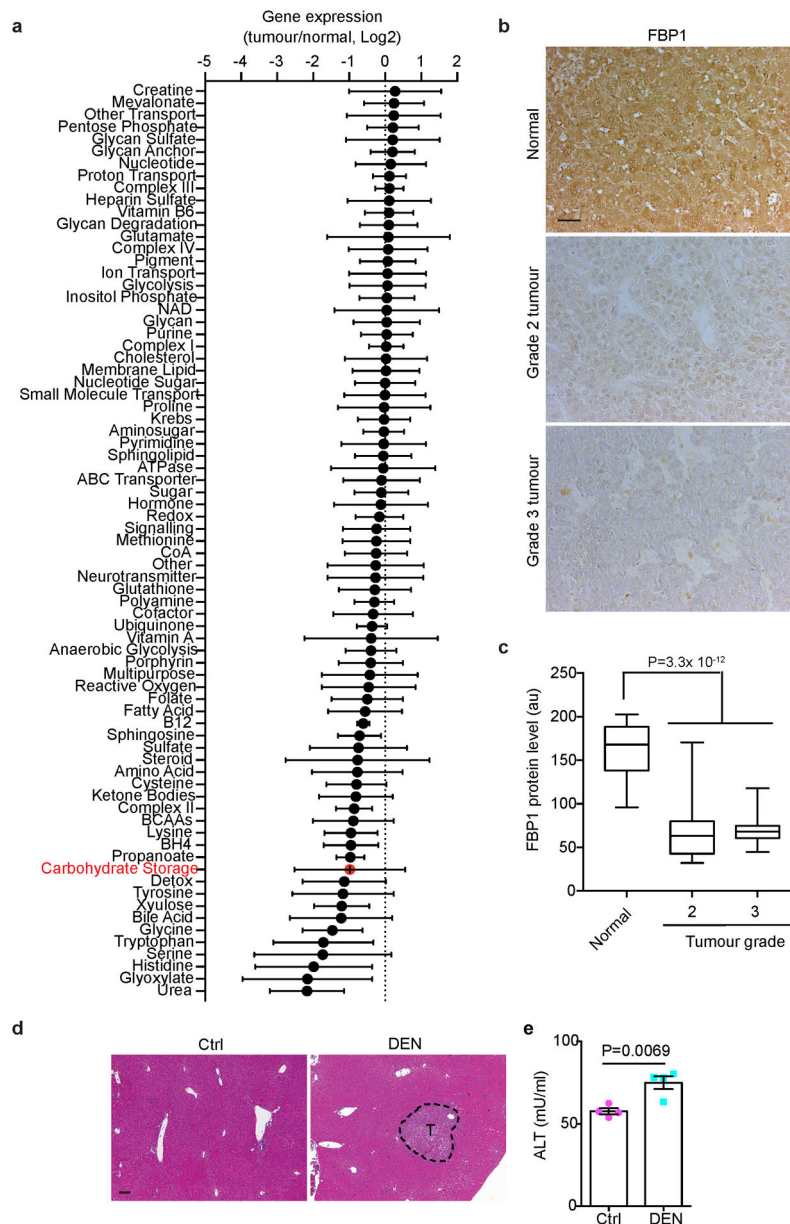 a
Gene expression
(tumour/normal, Log2)
-5 -4 -3 -2 -1 0 1 2
Creatine
Mevalonate
Other Transport
Pentose Phosphate
Glycan Sulfate
Glycan Anchor
Nucleotide
Proton Transport
Complex III
Heparin Sulfate
Vitamin B6
Glycan Degradation
Glutamate
Complex IV
Pigment
Ion Transport
Glycolysis
Inositol Phosphate
NAD
Glycan
Purine
Complex I
Cholesterol
Membrane Lipid
Nucleotide Sugar
Small Molecule Transport
Proline
Krebs
Aminosugar
Pyrimidine
Sphingolipid
ATPase
ABC Transporter
Sugar
Hormone
Redox
Signalling
Methionine
CoA
Other
Neurotransmitter
Glutathione
Polyamine
Cofactor
Ubiquinone
Vitamin A
Anaerobic Glycolysis
Porphyrin
Multipurpose
Reactive Oxygen
Folate
Fatty Acid
B12
Sphingosine
Sulfate
Steroid
Amino Acid
Cysteine
Ketone Bodies
Complex II
BCAAs
Lysine
BH4
Propanoate
Carbohydrate Storage
Detox
Tyrosine
Xyulose
Bile Acid
Glycine
Tryptophan
Serine
Histidine
Glyoxylate
Urea
b
FBP1
Normal
Grade 2 tumour
Grade 3 tumour
c
P=3.3x 10-12
FBP1 protein level (au)
250
200
150
100
50
0
Normal
2 3
Tumour grade
d
Ctrl DEN
T
e
P=0.0069
ALT (mU/ml)
100
50
0
Ctrl DEN